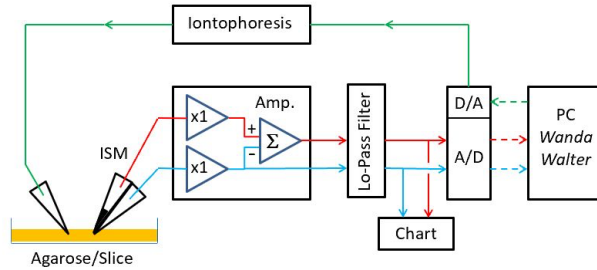 Iontophoresis
Amp.
x1
+
Σ
−
x1
ISM
Lo-Pass Filter
D/A
A/D
PC
Wanda
Walter
Chart
Agarose/Slice